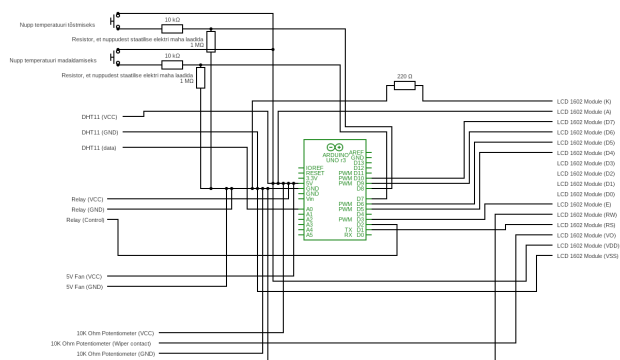 10 kΩ
Nupp temperatuuri tõstmiseks
Resistor, et nuppudest staatilise elektri maha laadida
1 MΩ
10 kΩ
Nupp temperatuuri madaldamiseks
Resistor, et nuppudest staatilise elektri maha laadida
1 MΩ
220 Ω
DHT11 (VCC)
DHT11 (GND)
DHT11 (data)
Relay (VCC)
Relay (GND)
Relay (Control)
5V Fan (VCC)
5V Fan (GND)
10K Ohm Potentiometer (VCC)
10K Ohm Potentiometer (Wiper contact)
10K Ohm Potentiometer (GND)
ARDUINO
UNO r3
IOREF
RESET
3.3V
5V
GND
GND
Vin
A0
A1
A2
A3
A4
A5
AREF
GND
D13
D12
PWM D11
PWM D10
PWM D9
D8
D7
PWM D6
PWM D5
D4
PWM D3
D2
TX D1
RX D0
LCD 1602 Module (K)
LCD 1602 Module (A)
LCD 1602 Module (D7)
LCD 1602 Module (D6)
LCD 1602 Module (D5)
LCD 1602 Module (D4)
LCD 1602 Module (D3)
LCD 1602 Module (D2)
LCD 1602 Module (D1)
LCD 1602 Module (D0)
LCD 1602 Module (E)
LCD 1602 Module (RW)
LCD 1602 Module (RS)
LCD 1602 Module (VO)
LCD 1602 Module (VDD)
LCD 1602 Module (VSS)